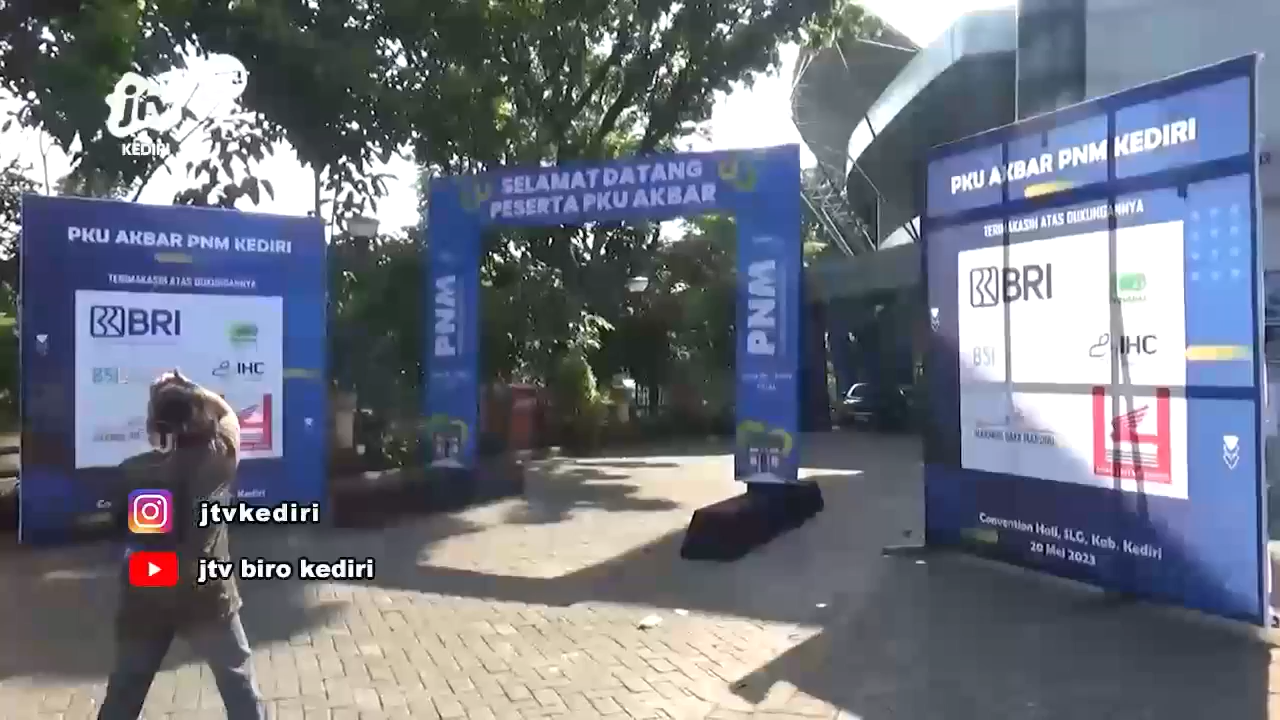 jtv
KEDIRI
PKU AKBAR PNM KEDIRI
TERIMAKASIH ATAS DUKUNGANNYA
BRI
BSI
IHC
SELAMAT DATANG
PESERTA PKU AKBAR
PNM
PNM
PKU AKBAR PNM KEDIRI
TERIMAKASIH ATAS DUKUNGANNYA
BRI
BSI
IHC
Convention Hall, SLG, Kab. Kediri
20 Mei 2023
Kediri
jtvkediri
jtv biro kediri